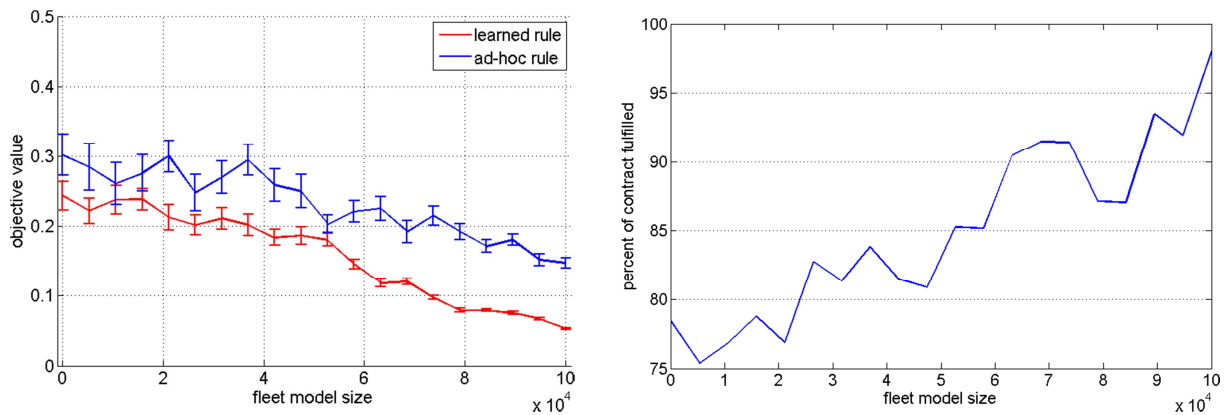 0.5
0.4
0.3
0.2
0.1
0
objective value
learned rule
ad-hoc rule
0 2 4 6 8 10
fleet model size
x 10^4
100
95
90
85
80
75
percent of contract fulfilled
0 1 2 3 4 5 6 7 8 9 10
fleet model size
x 10^4